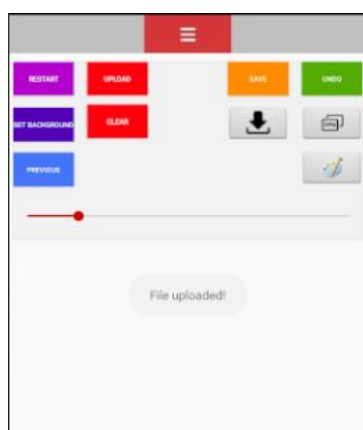 RESTART UPLOAD SAVE UNDO
SET BACKGROUND CLEAR
PREVIOUS
File uploaded!